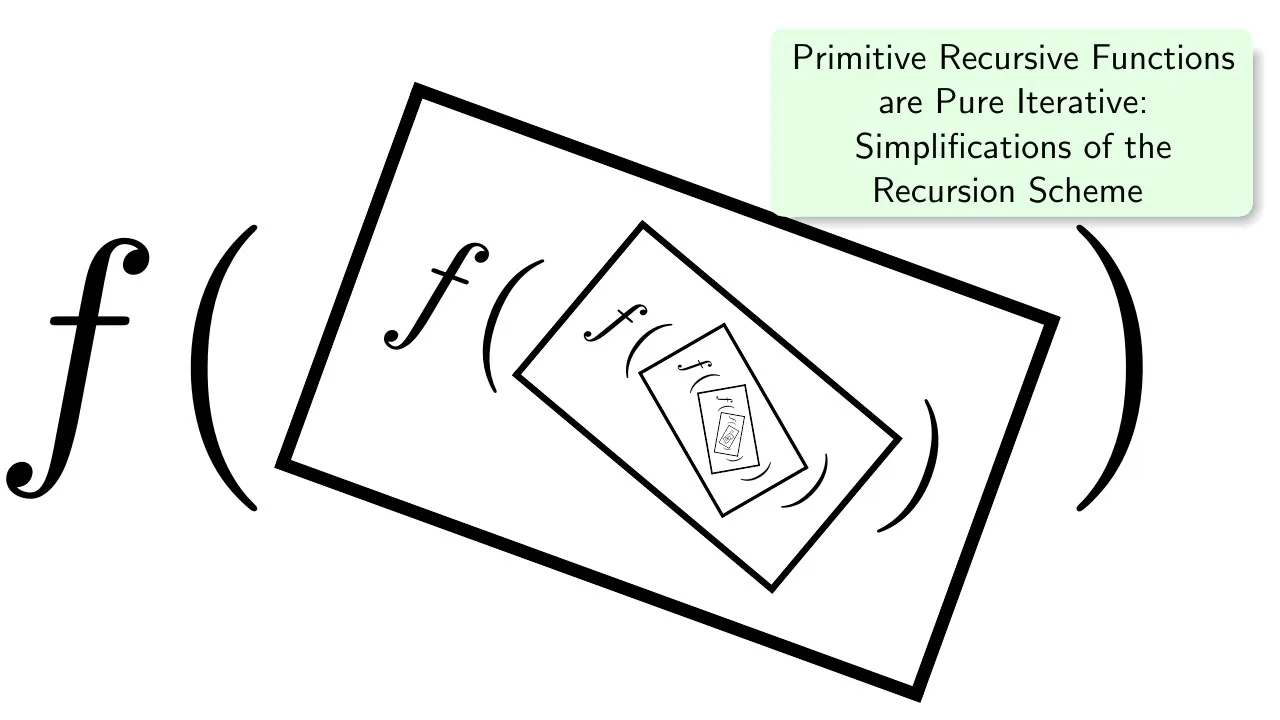 Primitive Recursive Functions
are Pure Iterative:
Simplifications of the
Recursion Scheme
f ( )
f ( )
f ( )
f ( )
f ( )